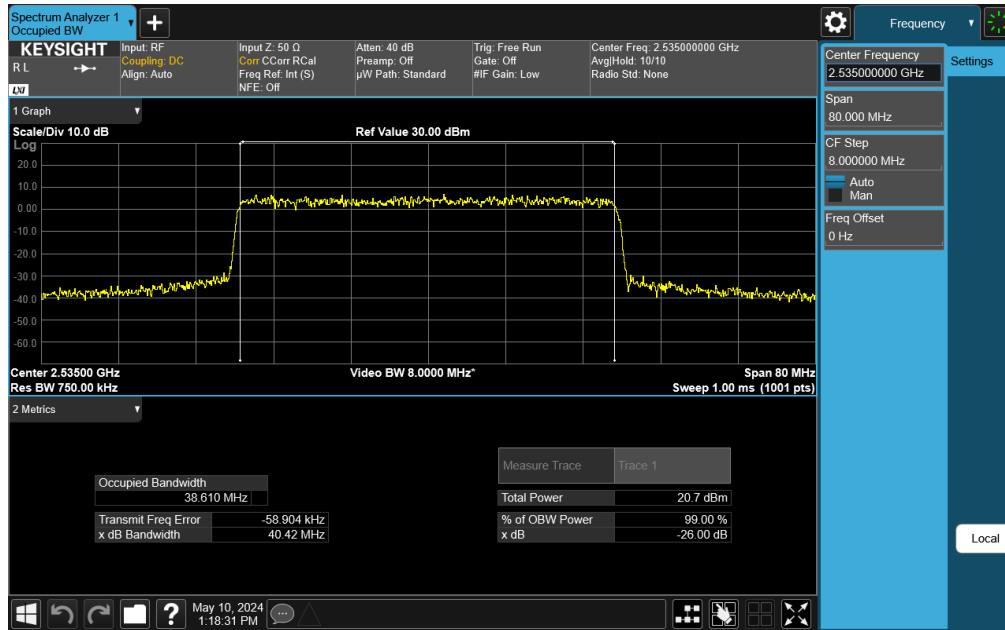 Spectrum Analyzer 1
Occupied BW
Frequency
KEYSIGHT
R L
LXI
Input: RF
Coupling: DC
Align: Auto
Input Z: 50 Ω
Corr CCorr RCal
Freq Ref: Int (S)
NFE: Off
Atten: 40 dB
Preamp: Off
µW Path: Standard
Trig: Free Run
Gate: Off
#IF Gain: Low
Center Freq: 2.535000000 GHz
Avg|Hold: 10/10
Radio Std: None
Center Frequency
2.535000000 GHz
Settings
Span
80.000 MHz
CF Step
8.000000 MHz
Auto
Man
Freq Offset
0 Hz
Local
1 Graph
Scale/Div 10.0 dB
Ref Value 30.00 dBm
Log
20.0
10.0
0.00
-10.0
-20.0
-30.0
-40.0
-50.0
-60.0
Center 2.53500 GHz
Video BW 8.0000 MHz*
Span 80 MHz
Res BW 750.00 kHz
Sweep 1.00 ms (1001 pts)
2 Metrics
Measure Trace
Trace 1
Occupied Bandwidth
38.610 MHz
Total Power
20.7 dBm
Transmit Freq Error
-58.904 kHz
% of OBW Power
99.00 %
x dB Bandwidth
40.42 MHz
x dB
-26.00 dB
?
May 10, 2024
1:18:31 PM